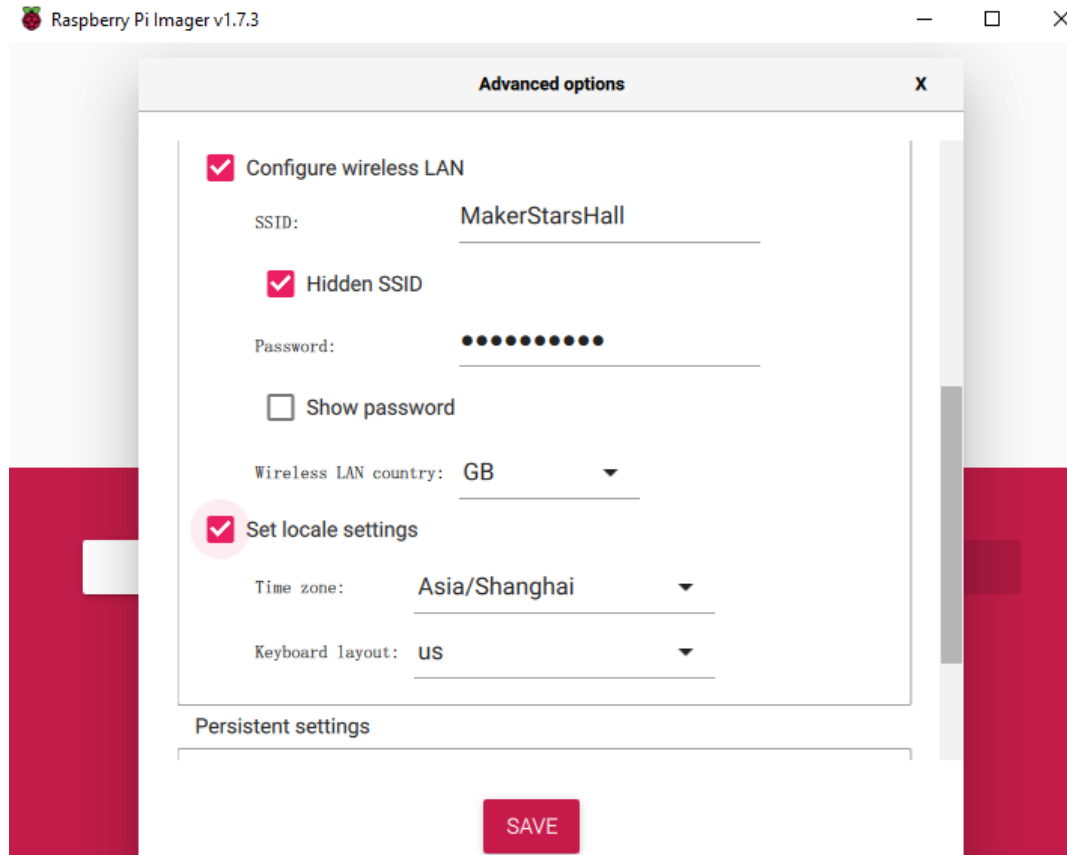 Raspberry Pi Imager v1.7.3
Advanced options X
Configure wireless LAN
SSID: MakerStarsHall
Hidden SSID
Password: ••••••••••
Show password
Wireless LAN country: GB
Set locale settings
Time zone: Asia/Shanghai
Keyboard layout: us
Persistent settings
SAVE